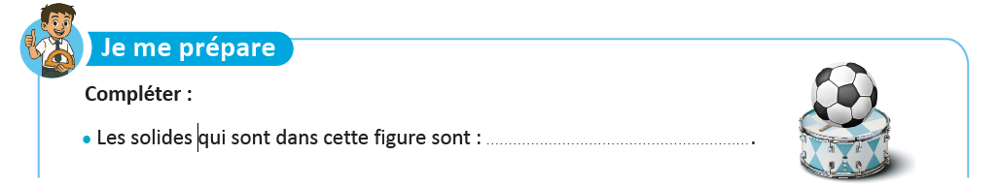 Je me prépare
Compléter :
• Les solides qui sont dans cette figure sont : ............................................................ .